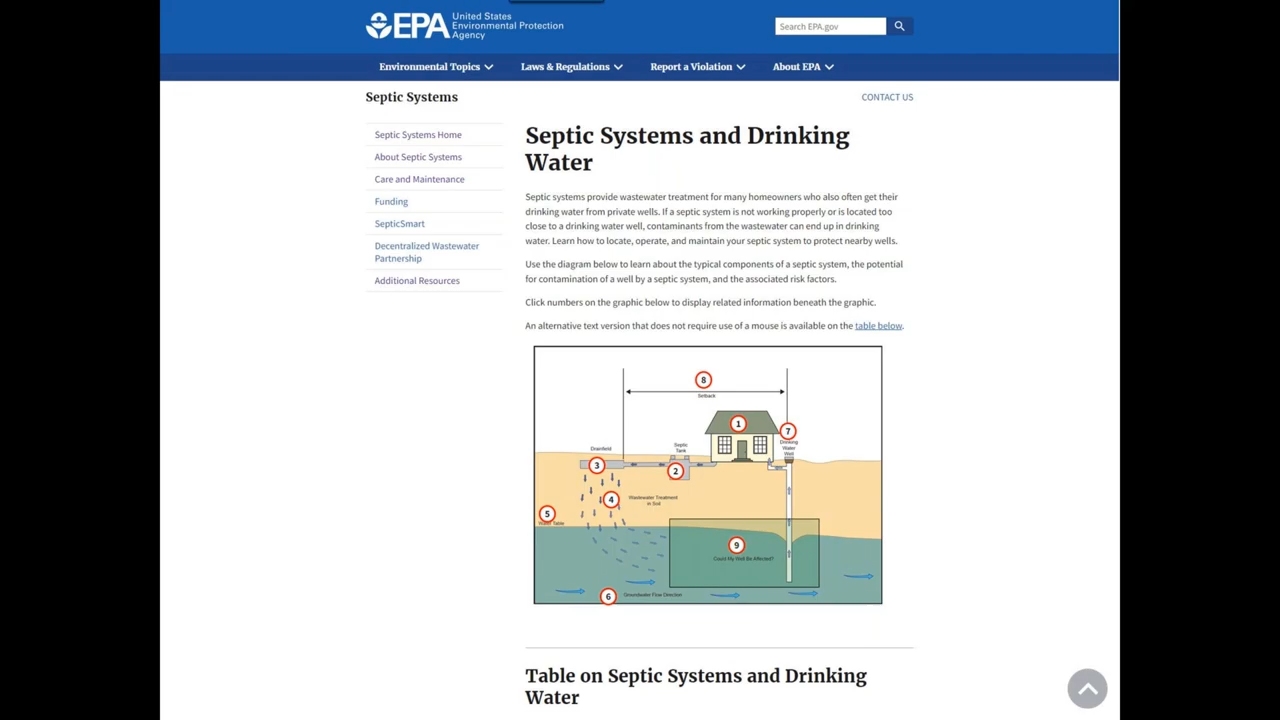 EPA United States
Environmental Protection
Agency
Search EPA.gov
Environmental Topics
Laws & Regulations
Report a Violation
About EPA
Septic Systems
CONTACT US
Septic Systems Home
About Septic Systems
Care and Maintenance
Funding
SepticSmart
Decentralized Wastewater
Partnership
Additional Resources
Septic Systems and Drinking
Water
Septic systems provide wastewater treatment for many homeowners who also often get their
drinking water from private wells. If a septic system is not working properly or is located too
close to a drinking water well, contaminants from the wastewater can end up in drinking
water. Learn how to locate, operate, and maintain your septic system to protect nearby wells.
Use the diagram below to learn about the typical components of a septic system, the potential
for contamination of a well by a septic system, and the associated risk factors.
Click numbers on the graphic below to display related information beneath the graphic.
An alternative text version that does not require use of a mouse is available on the table below.
8
Setback
1
7
Drinking
Water
Well
Septic
Tank
Drainfield
3
2
4
Wastewater Treatment
in Soil
5
Water Table
9
Could My Well Be Affected?
6
Groundwater Flow Direction
Table on Septic Systems and Drinking
Water